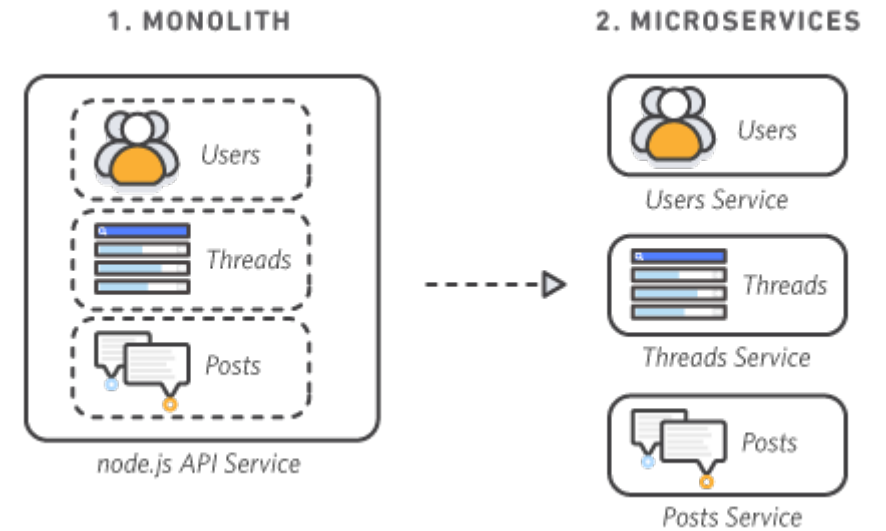 1. MONOLITH
Users
Threads
Posts
node.js API Service
2. MICROSERVICES
Users
Users Service
Threads
Threads Service
Posts
Posts Service